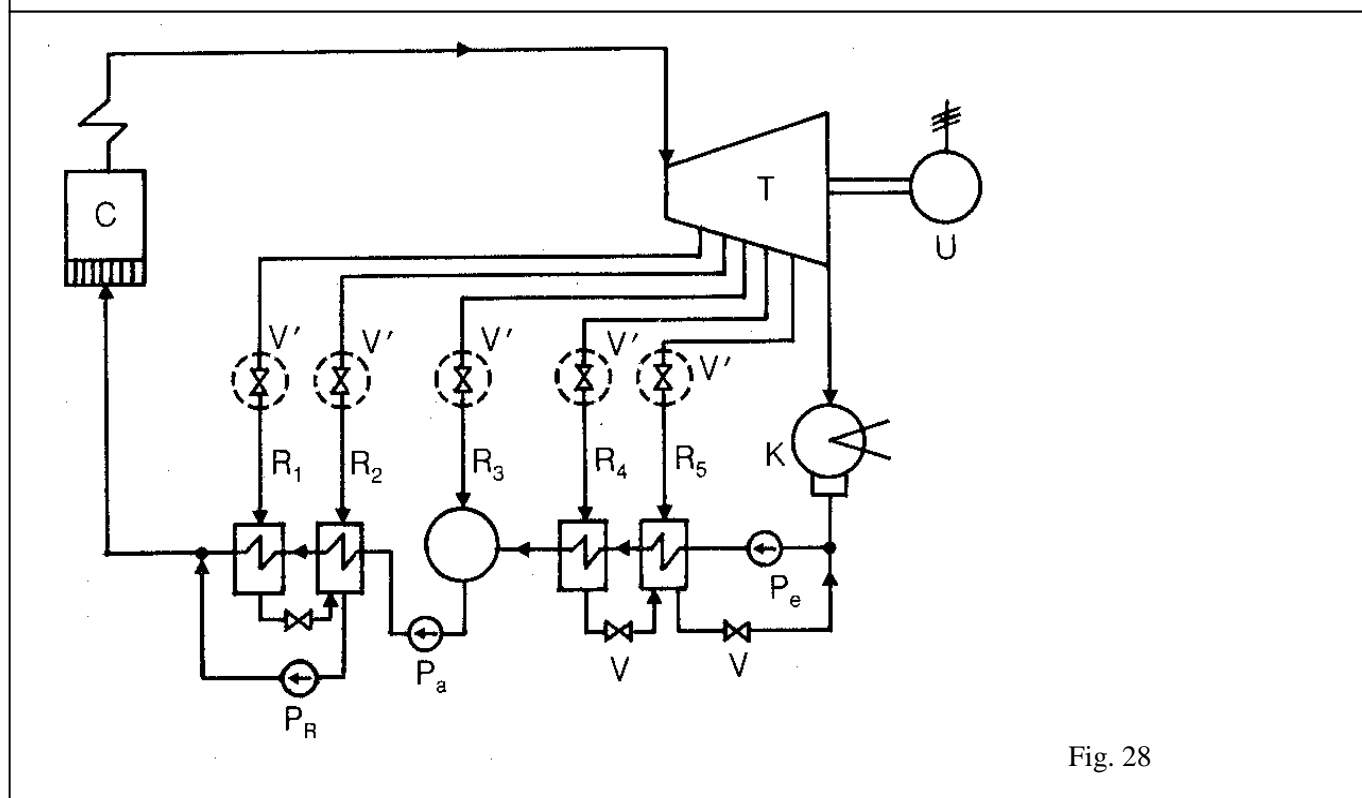 C
T
U
V′ V′ V′ V′ V′
K
R1 R2 R3 R4 R5
Pe
Pa
V V
PR
Fig. 28